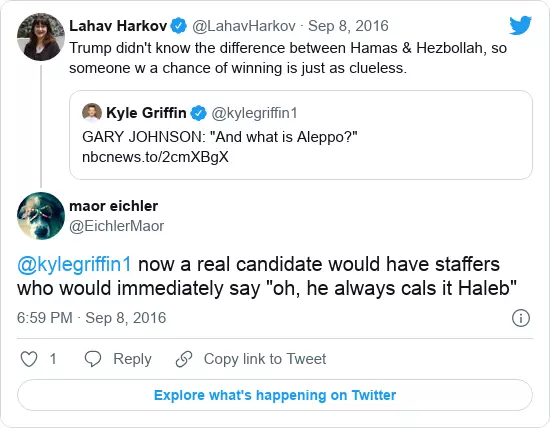 Lahav Harkov @LahavHarkov · Sep 8, 2016
Trump didn't know the difference between Hamas & Hezbollah, so
someone w a chance of winning is just as clueless.
Kyle Griffin @kylegriffin1
GARY JOHNSON: "And what is Aleppo?"
nbcnews.to/2cmXBgX
maor eichler
@EichlerMaor
@kylegriffin1 now a real candidate would have staffers
who would immediately say "oh, he always cals it Haleb"
6:59 PM · Sep 8, 2016
1 Reply Copy link to Tweet
Explore what's happening on Twitter